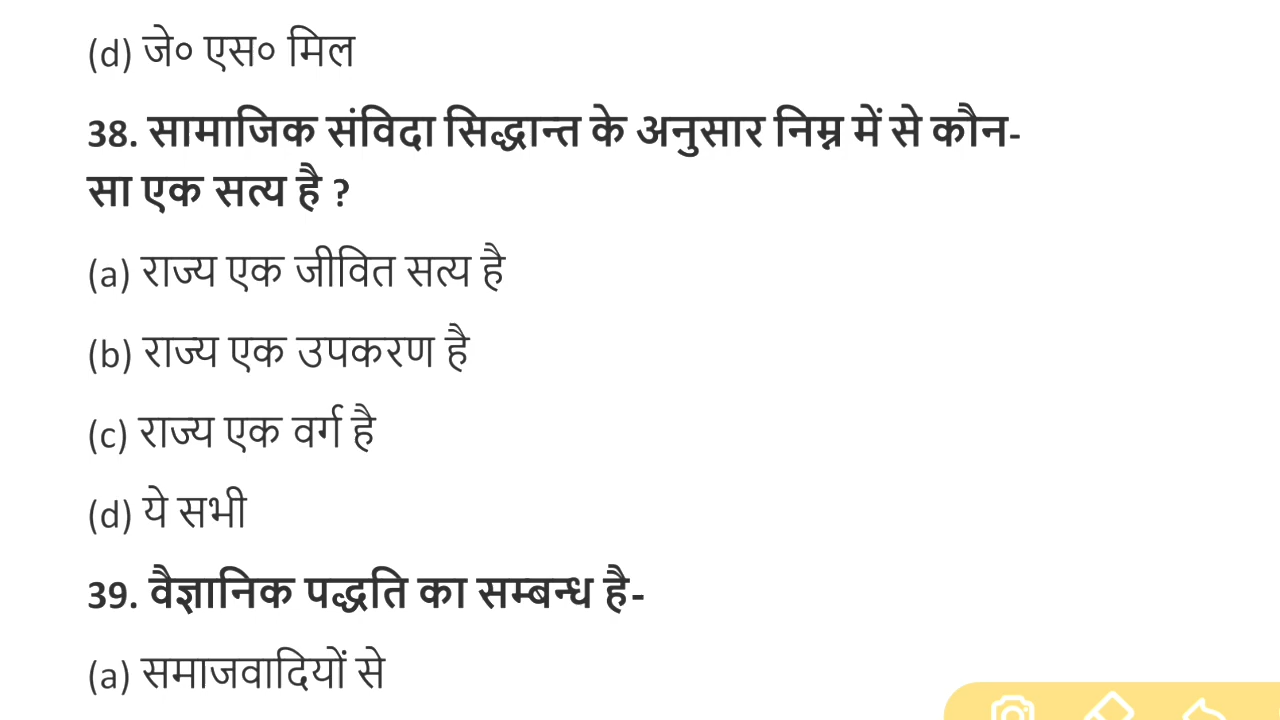 (d) जे० एस० मिल
38. सामाजिक संविदा सिद्धान्त के अनुसार निम्न में से कौन-
सा एक सत्य है ?
(a) राज्य एक जीवित सत्य है
(b) राज्य एक उपकरण है
(c) राज्य एक वर्ग है
(d) ये सभी
39. वैज्ञानिक पद्धति का सम्बन्ध है-
(a) समाजवादियों से